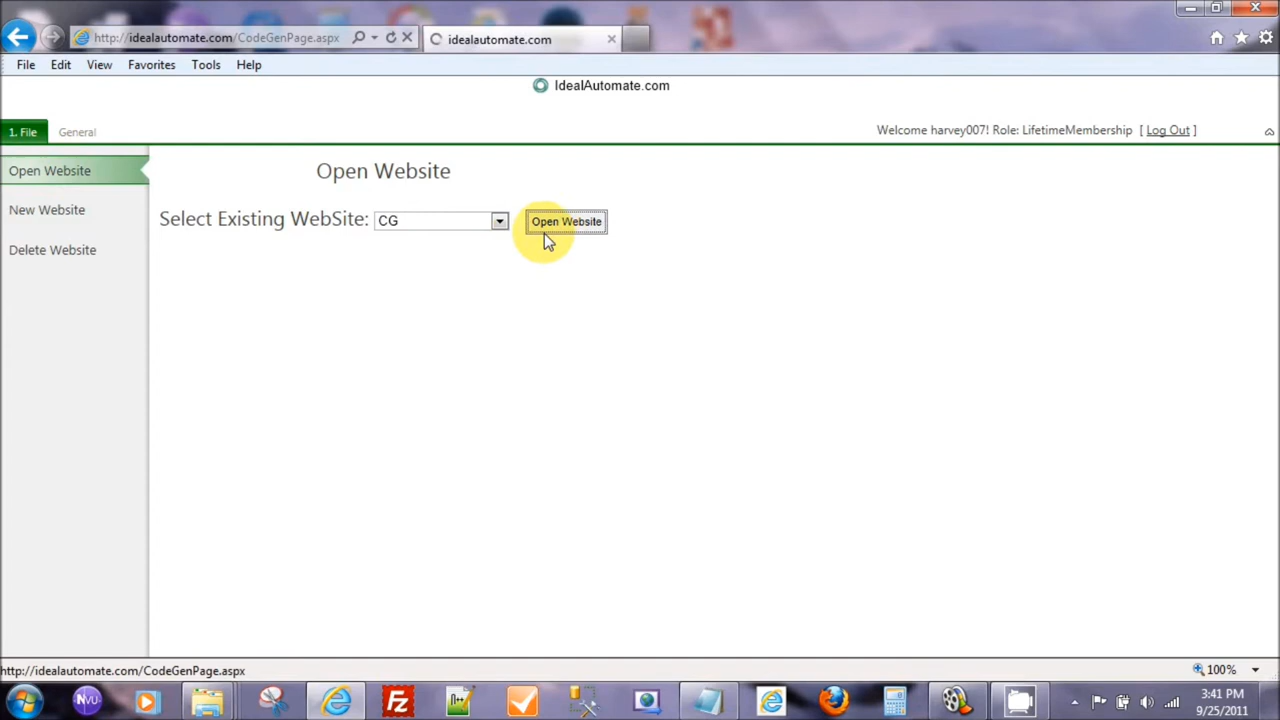 http://idealautomate.com/CodeGenPage.aspx
idealautomate.com
File Edit View Favorites Tools Help
IdealAutomate.com
1. File General
Welcome harvey007! Role: LifetimeMembership [ Log Out ]
Open Website
Open Website
New Website
Select Existing WebSite: CG Open Website
Delete Website
http://idealautomate.com/CodeGenPage.aspx
100%
NVU
FZ
n++
3:41 PM
9/25/2011